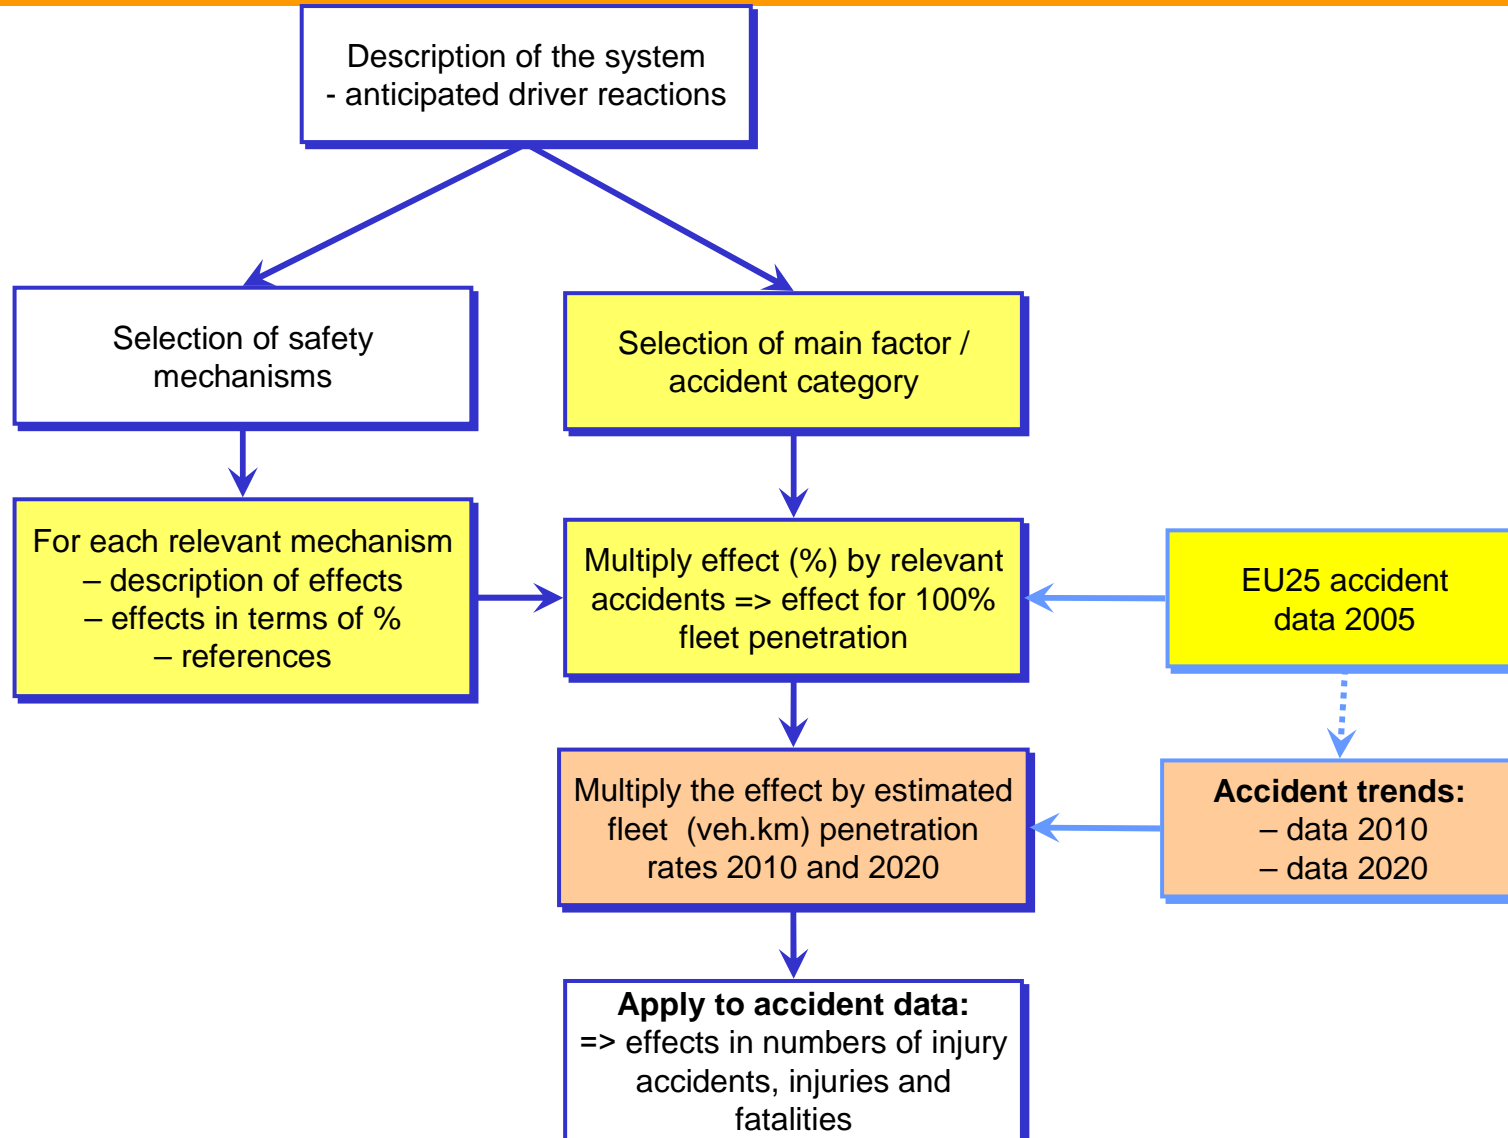 Description of the system
- anticipated driver reactions
Selection of safety
mechanisms
Selection of main factor /
accident category
For each relevant mechanism
– description of effects
– effects in terms of %
– references
Multiply effect (%) by relevant
accidents => effect for 100%
fleet penetration
EU25 accident
data 2005
Multiply the effect by estimated
fleet (veh.km) penetration
rates 2010 and 2020
Accident trends:
– data 2010
– data 2020
Apply to accident data:
=> effects in numbers of injury
accidents, injuries and
fatalities